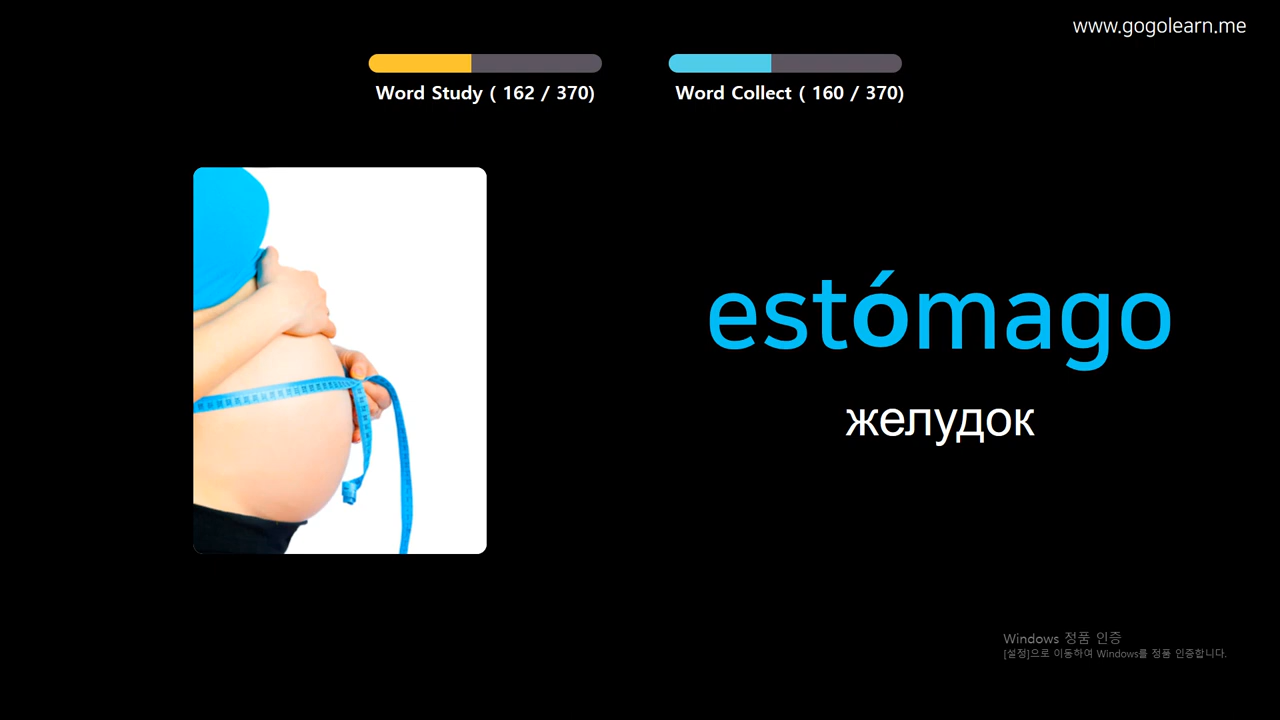 www.gogolearn.me
Word Study ( 162 / 370)
Word Collect ( 160 / 370)
estómago
желудок
Windows 정품 인증
[설정]으로 이동하여 Windows를 정품 인증합니다.